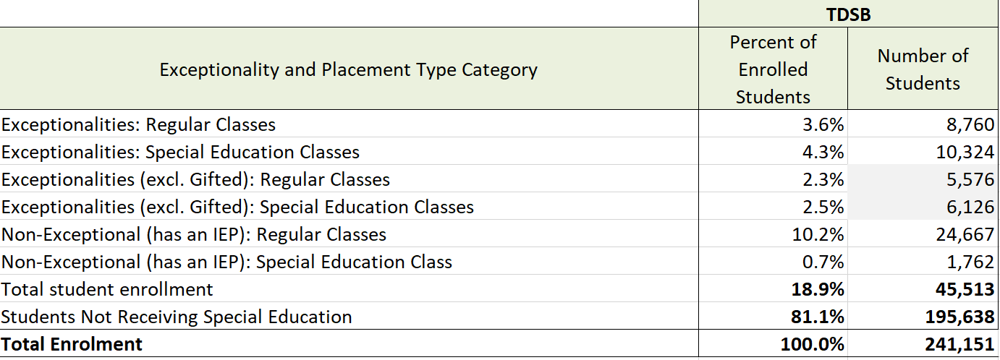 TDSB
Exceptionality and Placement Type Category
Percent of
Enrolled
Students
Number of
Students
Exceptionalities: Regular Classes 3.6% 8,760
Exceptionalities: Special Education Classes 4.3% 10,324
Exceptionalities (excl. Gifted): Regular Classes 2.3% 5,576
Exceptionalities (excl. Gifted): Special Education Classes 2.5% 6,126
Non-Exceptional (has an IEP): Regular Classes 10.2% 24,667
Non-Exceptional (has an IEP): Special Education Class 0.7% 1,762
Total student enrollment 18.9% 45,513
Students Not Receiving Special Education 81.1% 195,638
Total Enrolment 100.0% 241,151